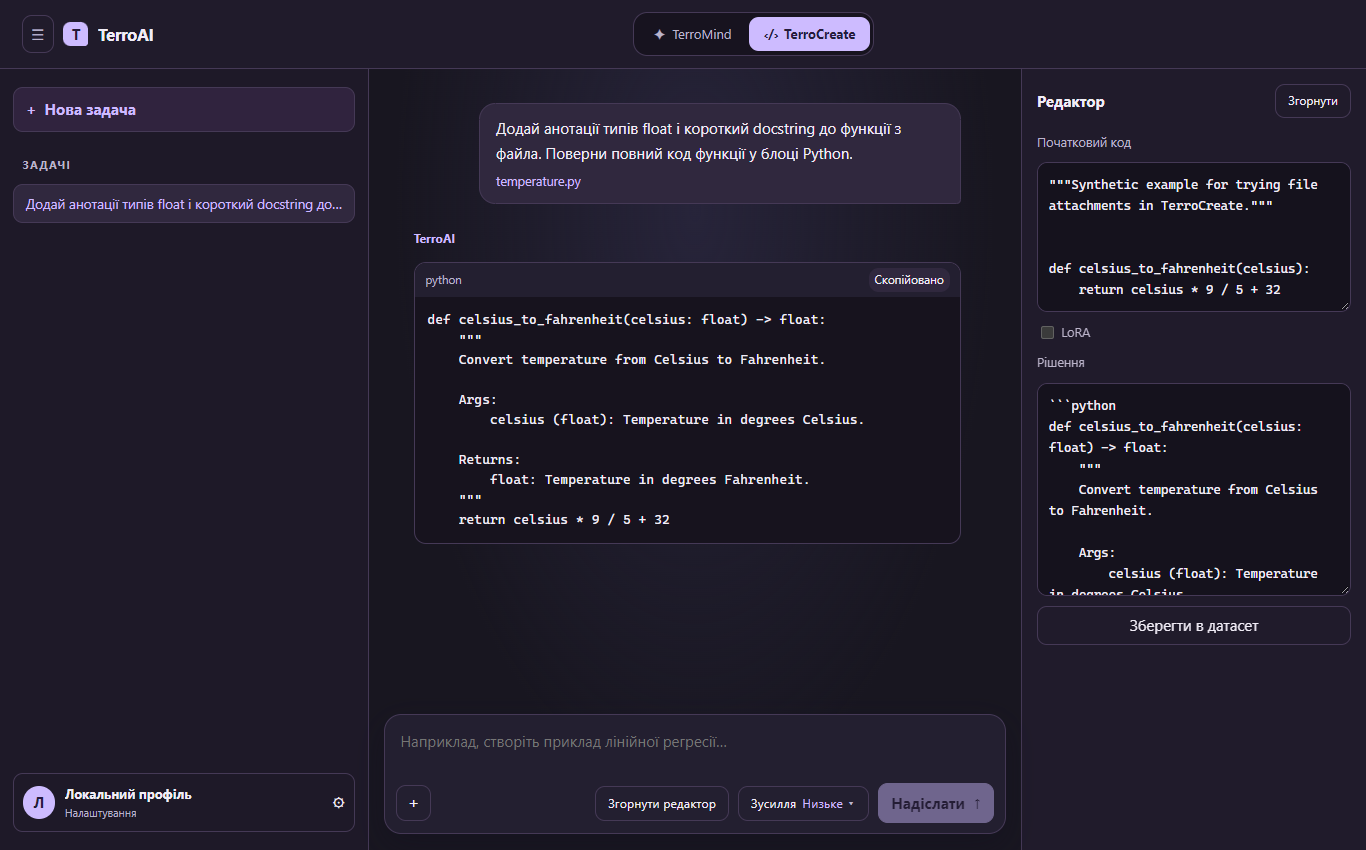 ☰ T TerroAI
✦ TerroMind </> TerroCreate
+ Нова задача
ЗАДАЧІ
Додай анотації типів float і короткий docstring до...
Л Локальний профіль
Налаштування
Додай анотації типів float і короткий docstring до функції з
файла. Поверни повний код функції у блоці Python.
temperature.py
TerroAI
python Скопійовано
def celsius_to_fahrenheit(celsius: float) -> float:
    """
    Convert temperature from Celsius to Fahrenheit.

    Args:
        celsius (float): Temperature in degrees Celsius.

    Returns:
        float: Temperature in degrees Fahrenheit.
    """
    return celsius * 9 / 5 + 32
Наприклад, створіть приклад лінійної регресії...
+ Згорнути редактор Зусилля Низьке Надіслати ↑
Редактор Згорнути
Початковий код
"""Synthetic example for trying file
attachments in TerroCreate."""

def celsius_to_fahrenheit(celsius):
    return celsius * 9 / 5 + 32
LoRA
Рішення
```python
def celsius_to_fahrenheit(celsius:
float) -> float:
    """
    Convert temperature from Celsius
to Fahrenheit.

    Args:
        celsius (float): Temperature
in degrees Celsius.
Зберегти в датасет